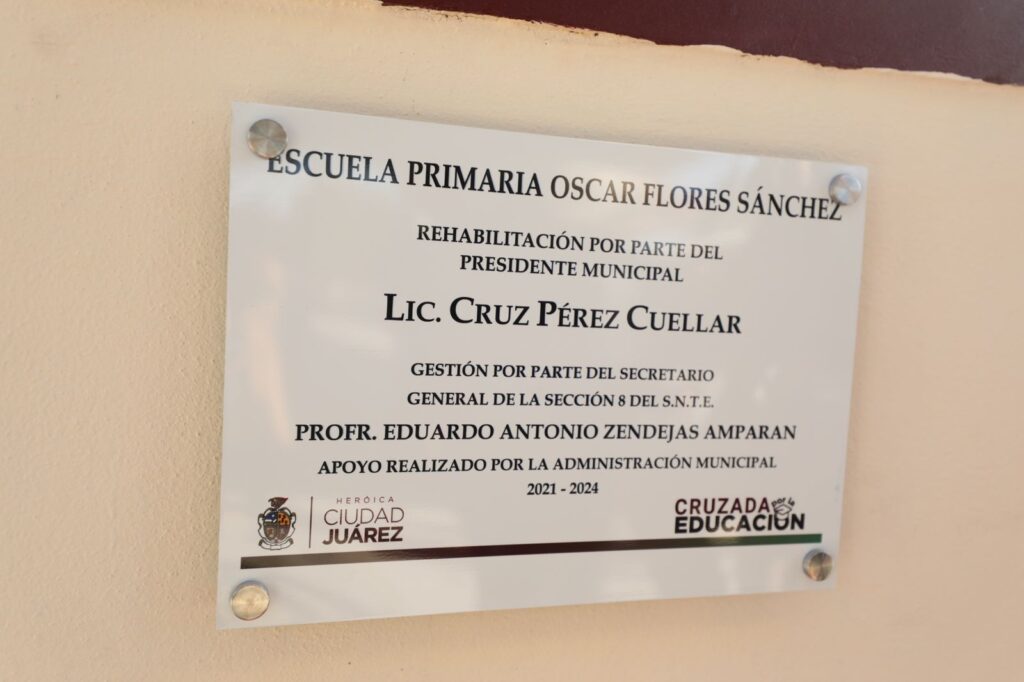 ESCUELA PRIMARIA OSCAR FLORES SÁNCHEZ
REHABILITACIÓN POR PARTE DEL
PRESIDENTE MUNICIPAL
LIC. CRUZ PÉREZ CUELLAR
GESTIÓN POR PARTE DEL SECRETARIO
GENERAL DE LA SECCIÓN 8 DEL S.N.T.E.
PROFR. EDUARDO ANTONIO ZENDEJAS AMPARAN
APOYO REALIZADO POR LA ADMINISTRACIÓN MUNICIPAL
2021 - 2024
HERÓICA
CIUDAD
JUÁREZ
CRUZADA por la
EDUCACIÓN